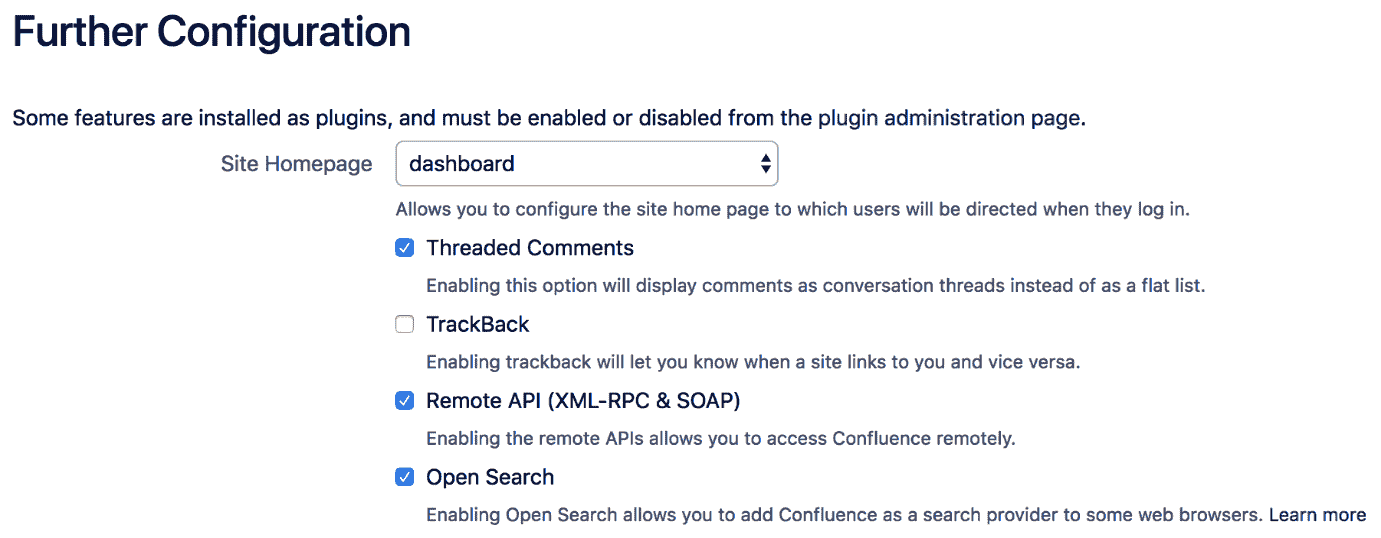 Further Configuration
Some features are installed as plugins, and must be enabled or disabled from the plugin administration page.
Site Homepage dashboard
Allows you to configure the site home page to which users will be directed when they log in.
Threaded Comments
Enabling this option will display comments as conversation threads instead of as a flat list.
TrackBack
Enabling trackback will let you know when a site links to you and vice versa.
Remote API (XML-RPC & SOAP)
Enabling the remote APIs allows you to access Confluence remotely.
Open Search
Enabling Open Search allows you to add Confluence as a search provider to some web browsers. Learn more